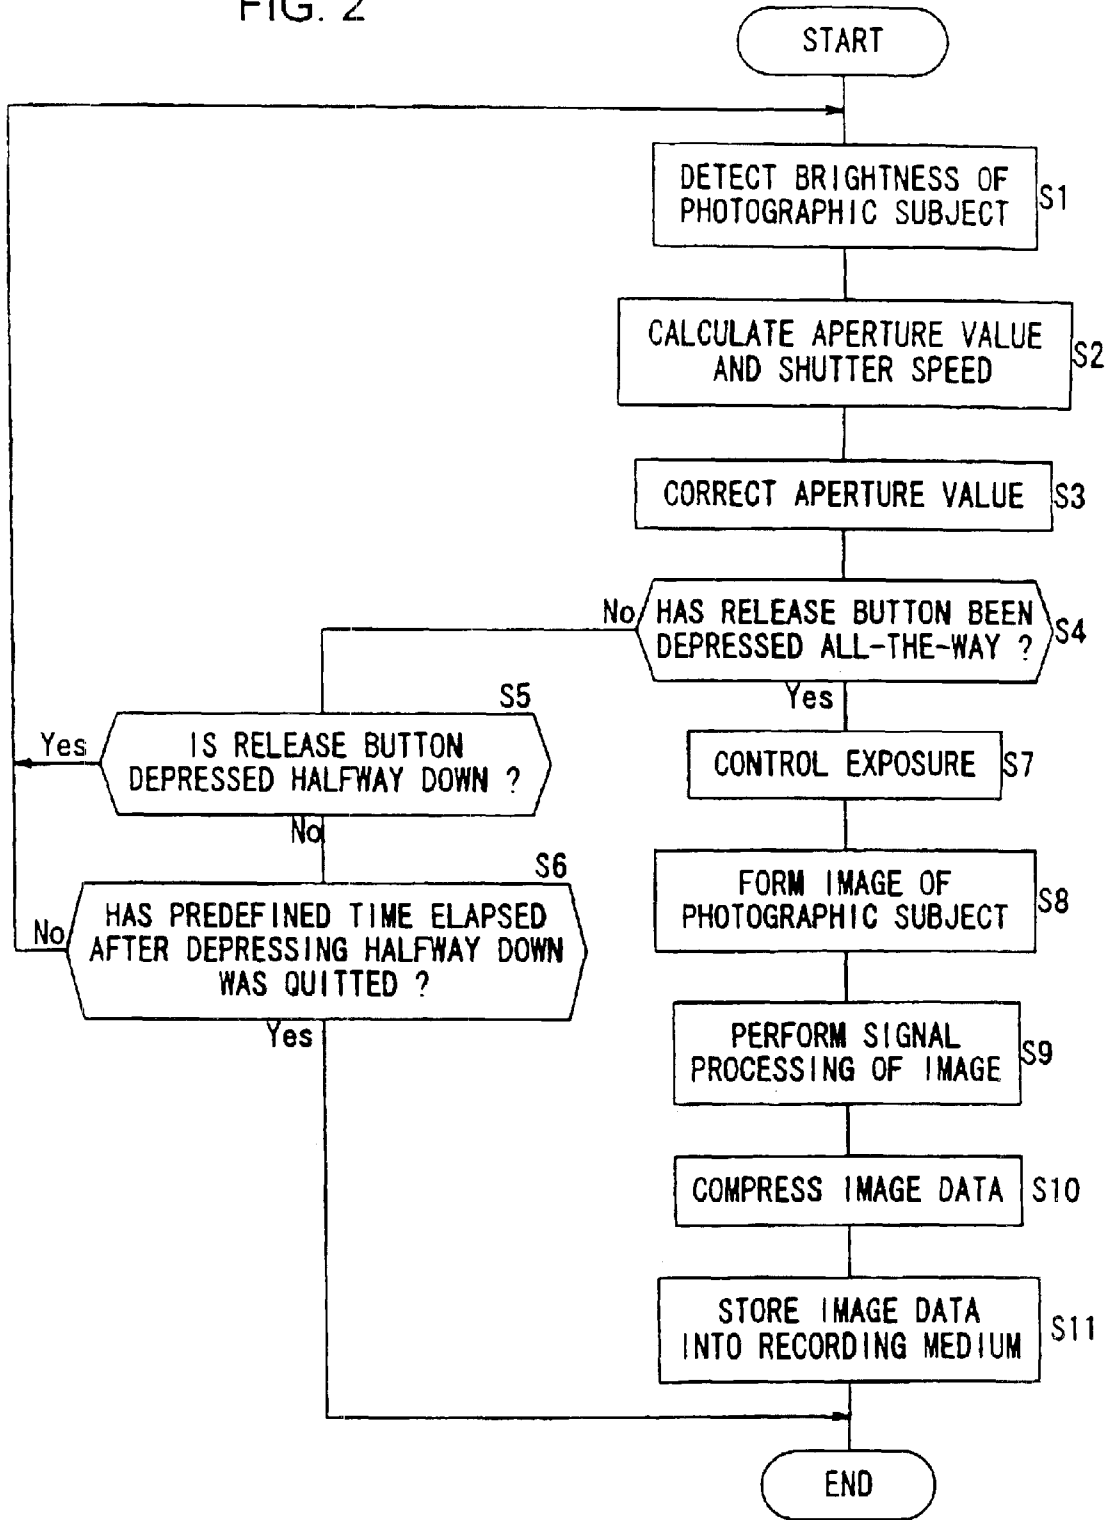 FIG. 2
START
DETECT BRIGHTNESS OF
PHOTOGRAPHIC SUBJECT
S1
CALCULATE APERTURE VALUE
AND SHUTTER SPEED
S2
CORRECT APERTURE VALUE
S3
No
HAS RELEASE BUTTON BEEN
DEPRESSED ALL-THE-WAY ?
S4
Yes
S5
Yes
IS RELEASE BUTTON
DEPRESSED HALFWAY DOWN ?
No
S6
No
HAS PREDEFINED TIME ELAPSED
AFTER DEPRESSING HALFWAY DOWN
WAS QUITTED ?
Yes
CONTROL EXPOSURE
S7
FORM IMAGE OF
PHOTOGRAPHIC SUBJECT
S8
PERFORM SIGNAL
PROCESSING OF IMAGE
S9
COMPRESS IMAGE DATA
S10
STORE IMAGE DATA
INTO RECORDING MEDIUM
S11
END